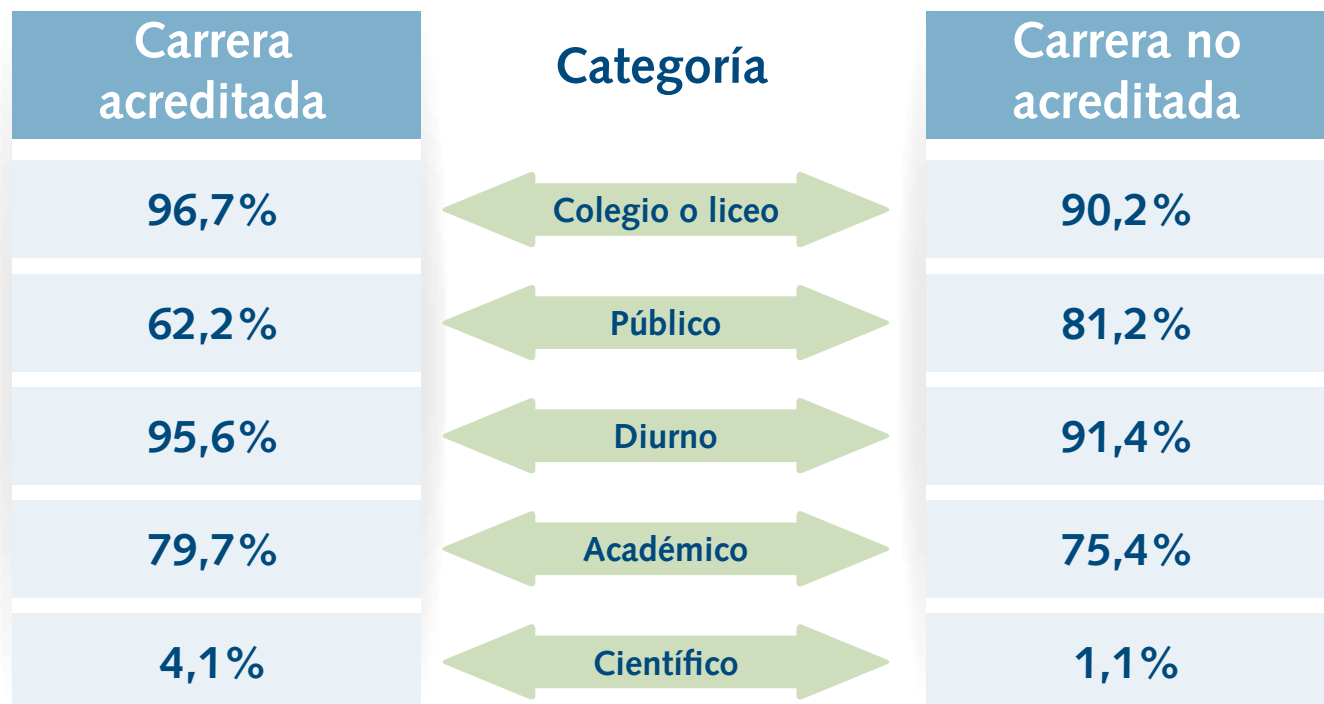 Carrera
acreditada
Categoría
Carrera no
acreditada
96,7%
Colegio o liceo
90,2%
62,2%
Público
81,2%
95,6%
Diurno
91,4%
79,7%
Académico
75,4%
4,1%
Científico
1,1%